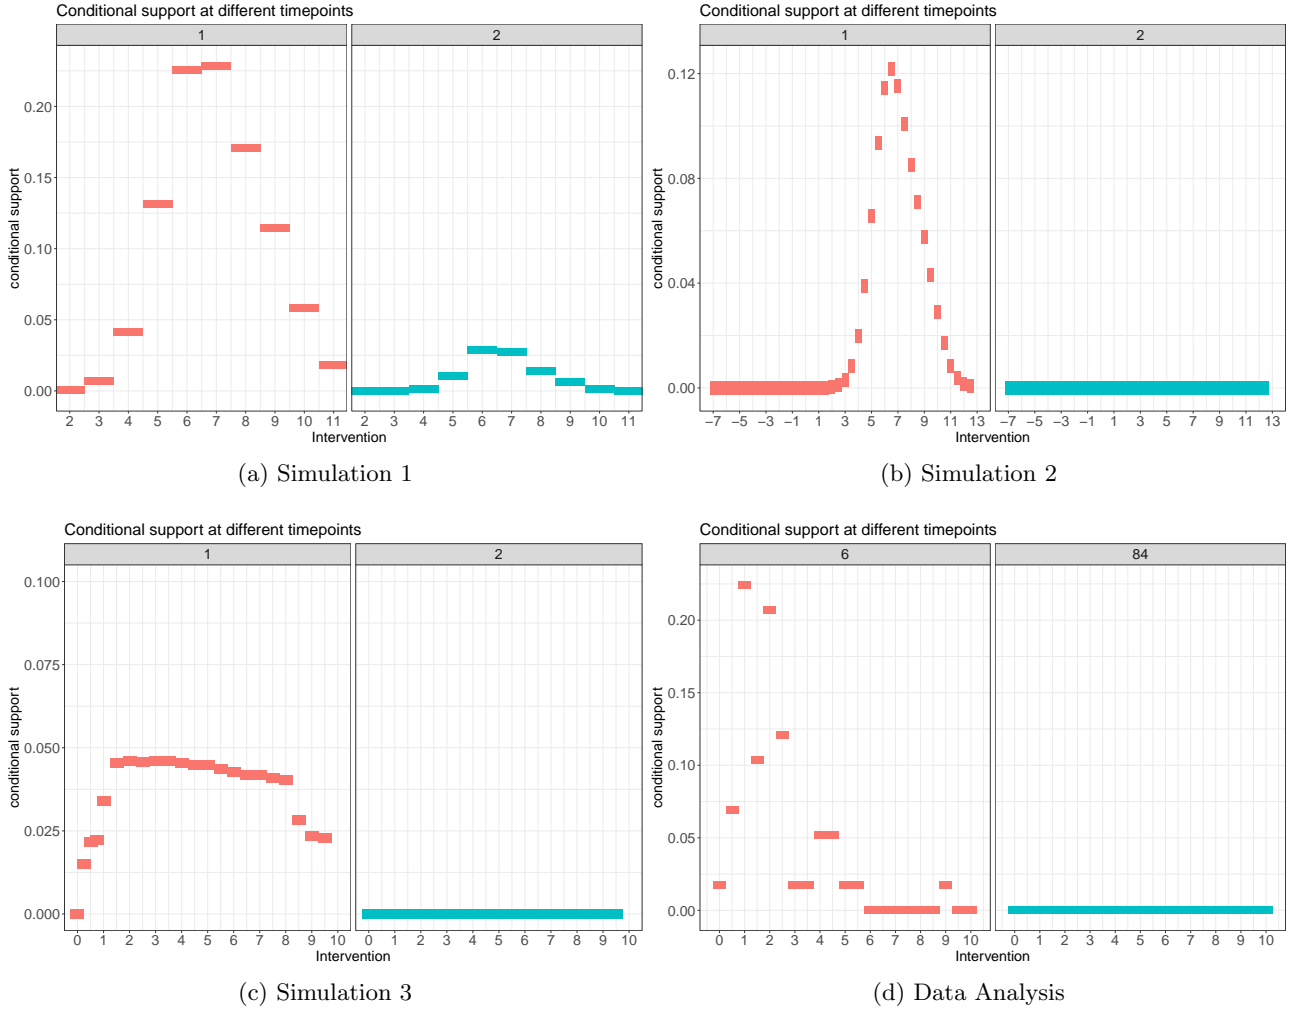 Conditional support at different timepoints
1 2
conditional support
0.20
0.15
0.10
0.05
0.00
2 3 4 5 6 7 8 9 10 11 2 3 4 5 6 7 8 9 10 11
Intervention
(a) Simulation 1
Conditional support at different timepoints
1 2
conditional support
0.12
0.08
0.04
0.00
−7 −5 −3 −1 1 3 5 7 9 11 13 −7 −5 −3 −1 1 3 5 7 9 11 13
Intervention
(b) Simulation 2
Conditional support at different timepoints
1 2
conditional support
0.100
0.075
0.050
0.025
0.000
0 1 2 3 4 5 6 7 8 9 10 0 1 2 3 4 5 6 7 8 9 10
Intervention
(c) Simulation 3
Conditional support at different timepoints
6 84
conditional support
0.20
0.15
0.10
0.05
0.00
0 1 2 3 4 5 6 7 8 9 10 0 1 2 3 4 5 6 7 8 9 10
Intervention
(d) Data Analysis